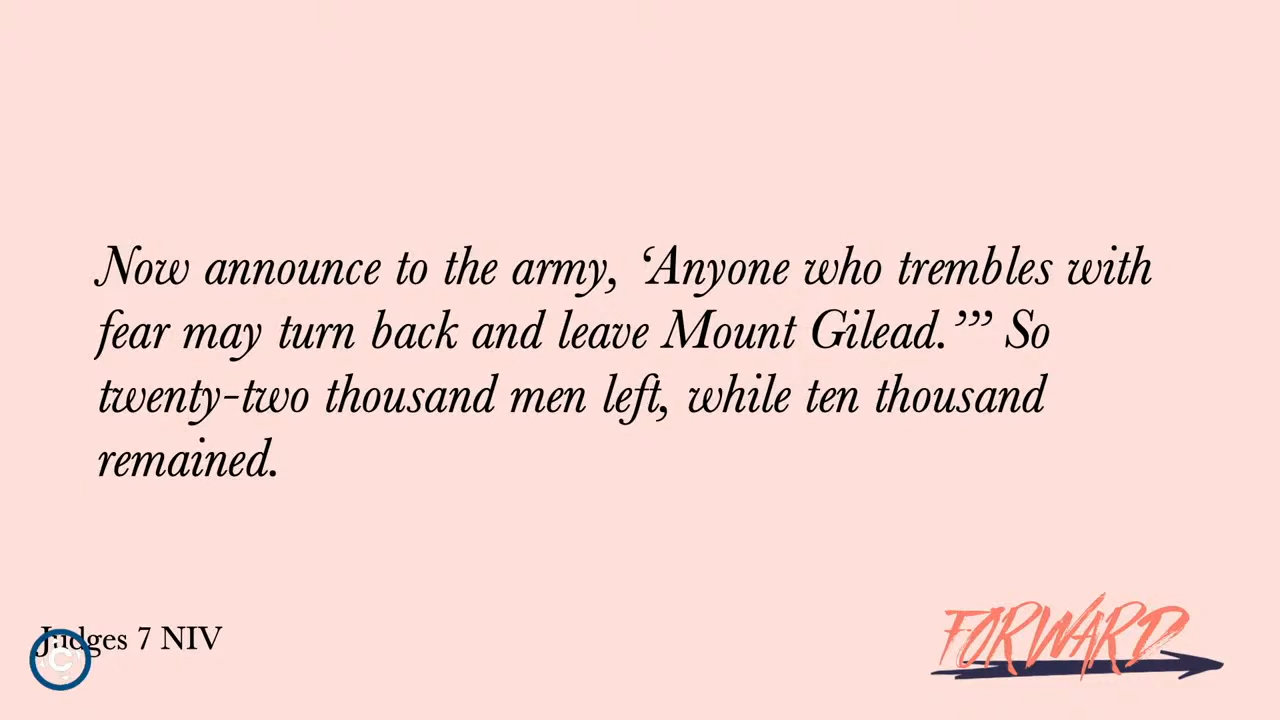 Now announce to the army, ‘Anyone who trembles with
fear may turn back and leave Mount Gilead.’”” So
twenty-two thousand men left, while ten thousand
remained.
Judges 7 NIV
C
FORWARD